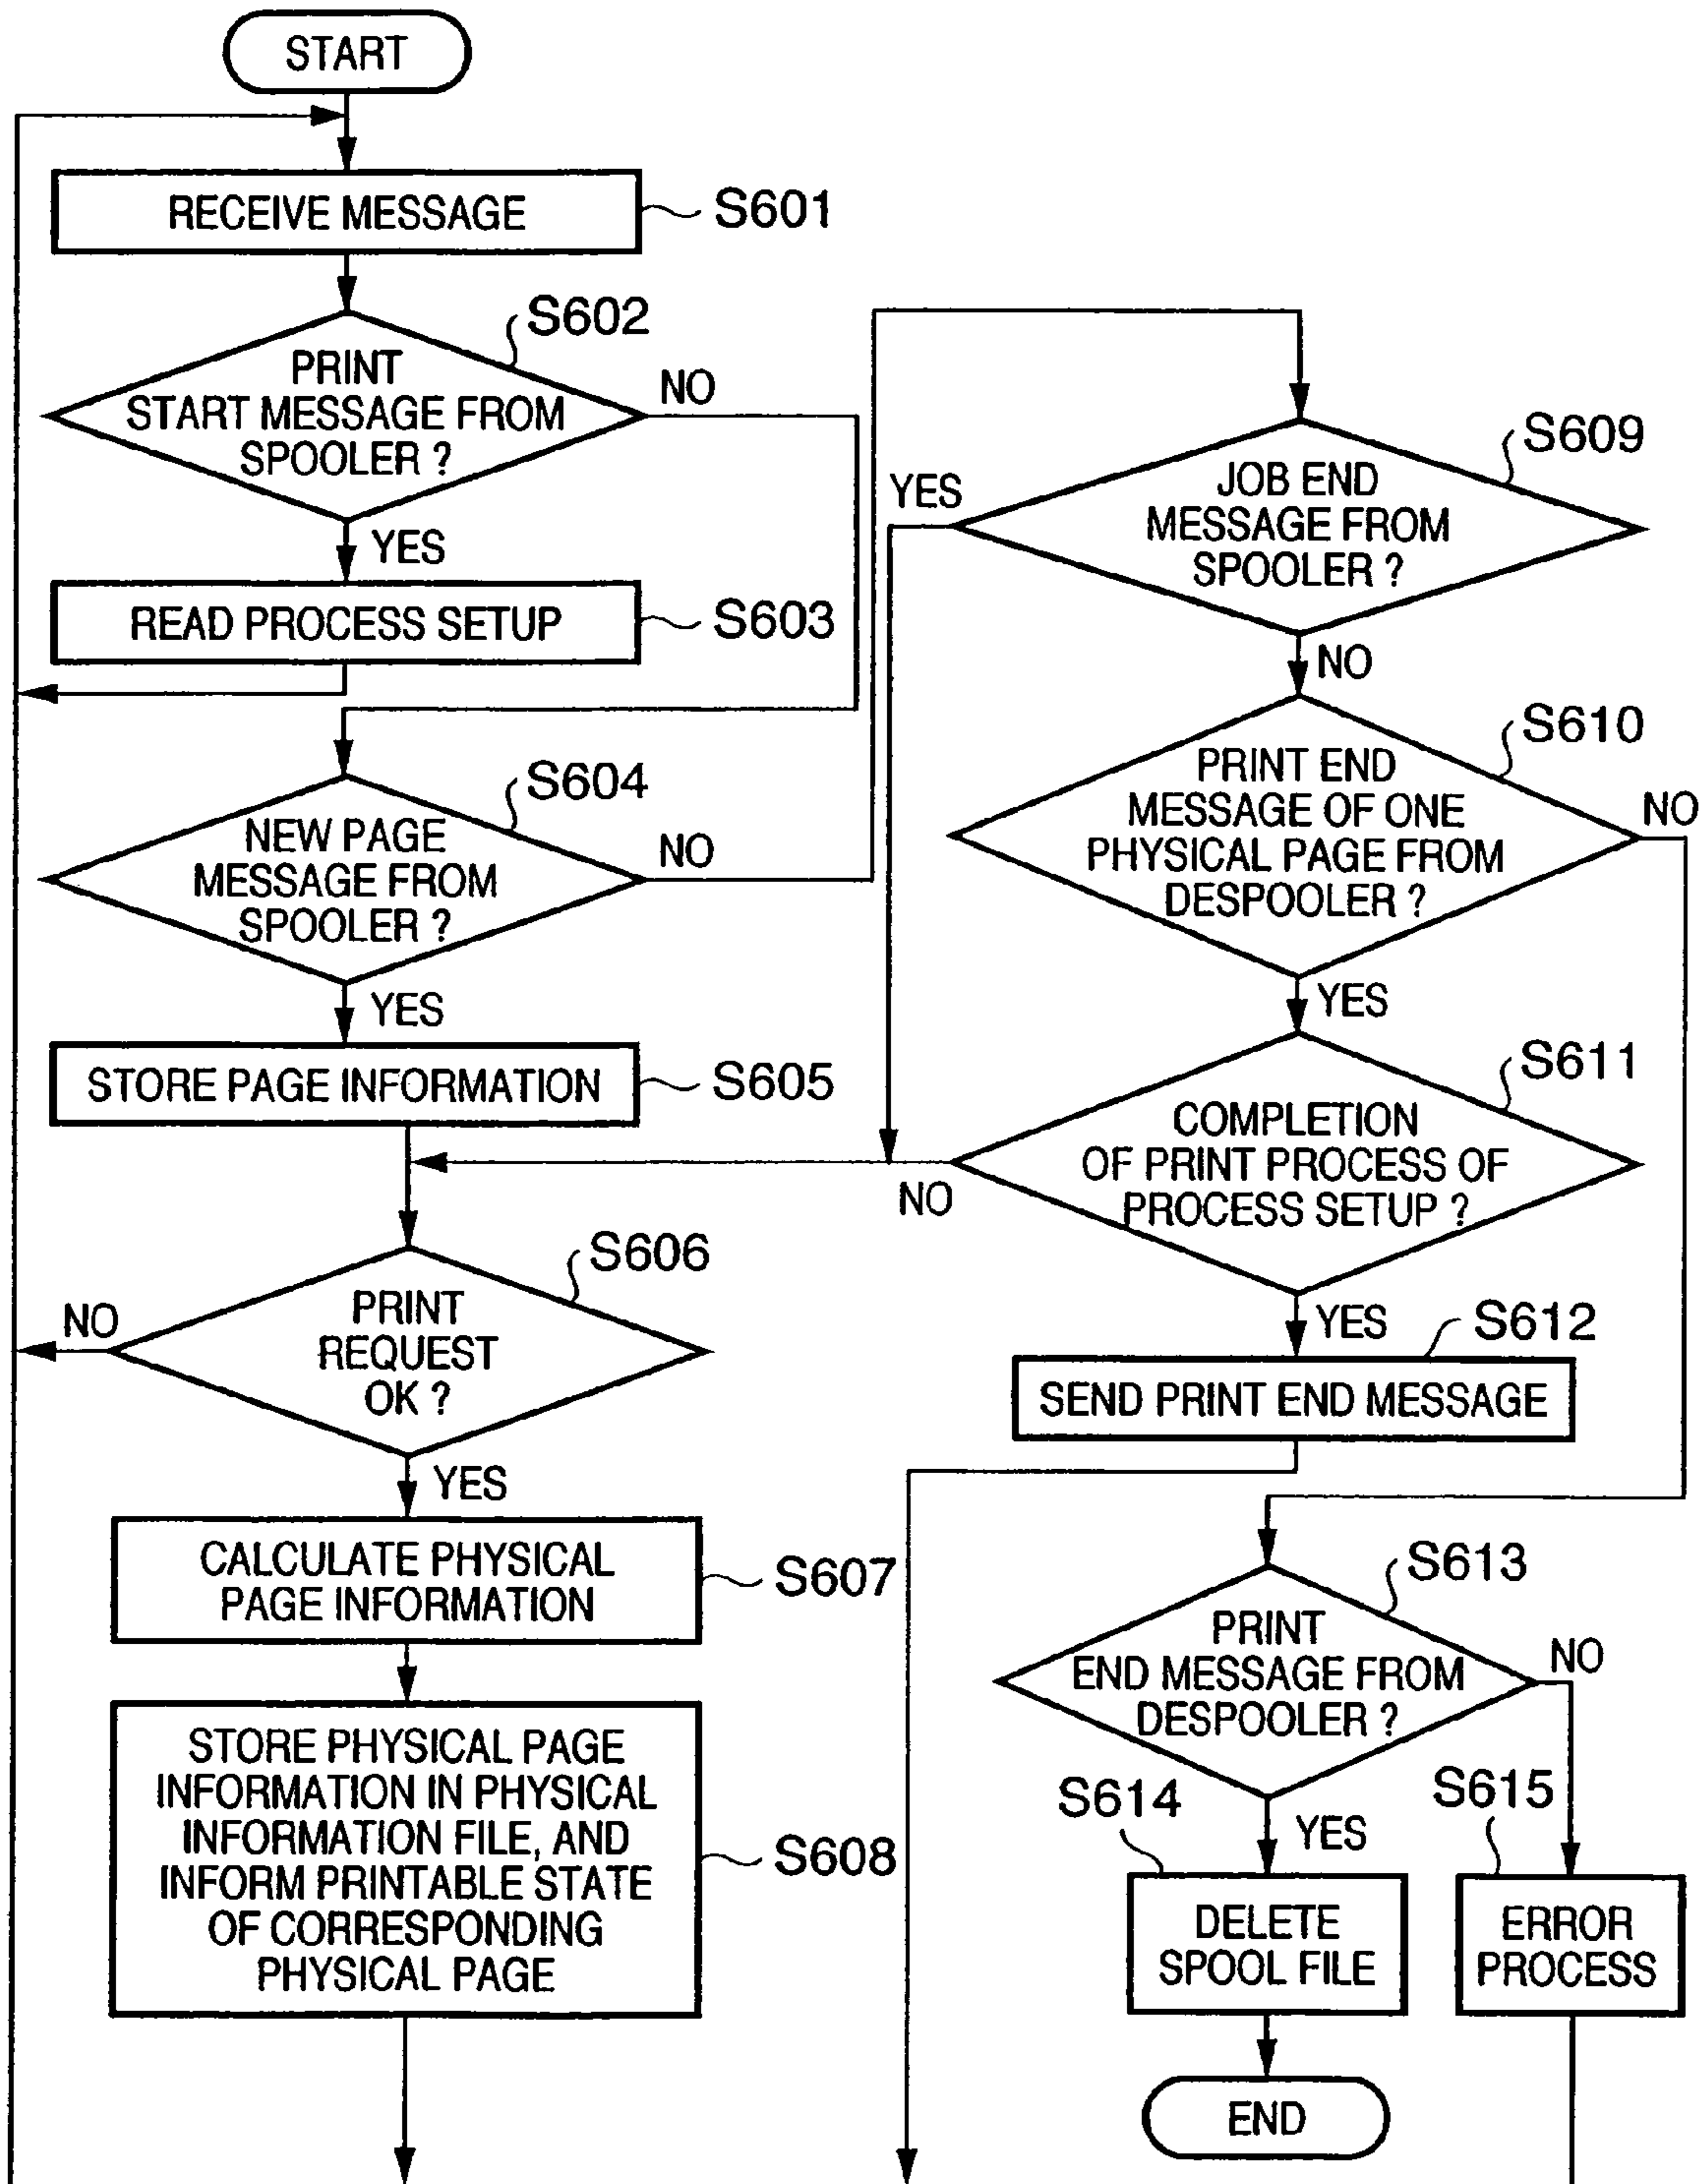 START
RECEIVE MESSAGE
S601
S602
PRINT
START MESSAGE FROM
SPOOLER ?
NO
YES
READ PROCESS SETUP
S603
S604
NEW PAGE
MESSAGE FROM
SPOOLER ?
NO
YES
STORE PAGE INFORMATION
S605
S606
PRINT
REQUEST
OK ?
NO
YES
CALCULATE PHYSICAL
PAGE INFORMATION
S607
STORE PHYSICAL PAGE
INFORMATION IN PHYSICAL
INFORMATION FILE, AND
INFORM PRINTABLE STATE
OF CORRESPONDING
PHYSICAL PAGE
S608
S609
JOB END
MESSAGE FROM
SPOOLER ?
YES
NO
S610
PRINT END
MESSAGE OF ONE
PHYSICAL PAGE FROM
DESPOOLER ?
NO
YES
S611
COMPLETION
OF PRINT PROCESS OF
PROCESS SETUP ?
NO
YES
S612
SEND PRINT END MESSAGE
S613
PRINT
END MESSAGE FROM
DESPOOLER ?
NO
YES
S614
DELETE
SPOOL FILE
S615
ERROR
PROCESS
END